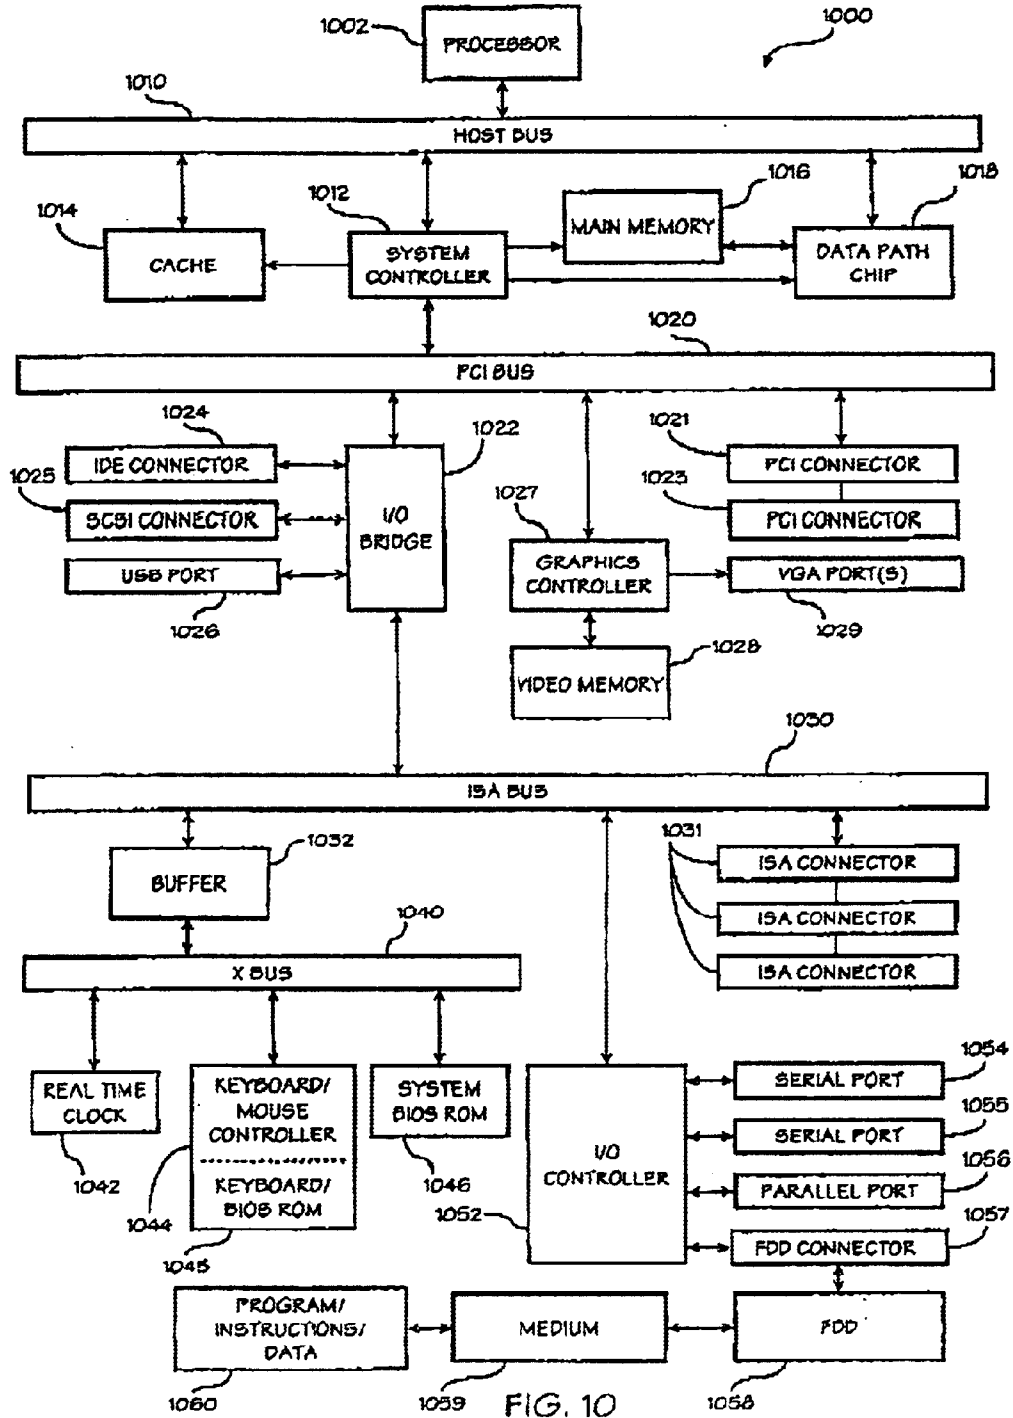 1002
PROCESSOR
1000
1010
HOST BUS
1014
CACHE
1012
SYSTEM
CONTROLLER
1016
MAIN MEMORY
1018
DATA PATH
CHIP
1020
PCI BUS
1024
IDE CONNECTOR
1025
SCSI CONNECTOR
USB PORT
1026
1022
I/O
BRIDGE
1027
GRAPHICS
CONTROLLER
1028
VIDEO MEMORY
1021
PCI CONNECTOR
1023
PCI CONNECTOR
VGA PORT(S)
1029
1030
ISA BUS
1032
BUFFER
1031
ISA CONNECTOR
ISA CONNECTOR
ISA CONNECTOR
1040
X BUS
REAL TIME
CLOCK
1042
KEYBOARD/
MOUSE
CONTROLLER
1044
KEYBOARD/
BIOS ROM
1045
SYSTEM
BIOS ROM
1046
I/O
CONTROLLER
1052
SERIAL PORT
1054
SERIAL PORT
1055
PARALLEL PORT
1056
FDD CONNECTOR
1057
PROGRAM/
INSTRUCTIONS/
DATA
1060
MEDIUM
1059
FDD
1058
FIG. 10